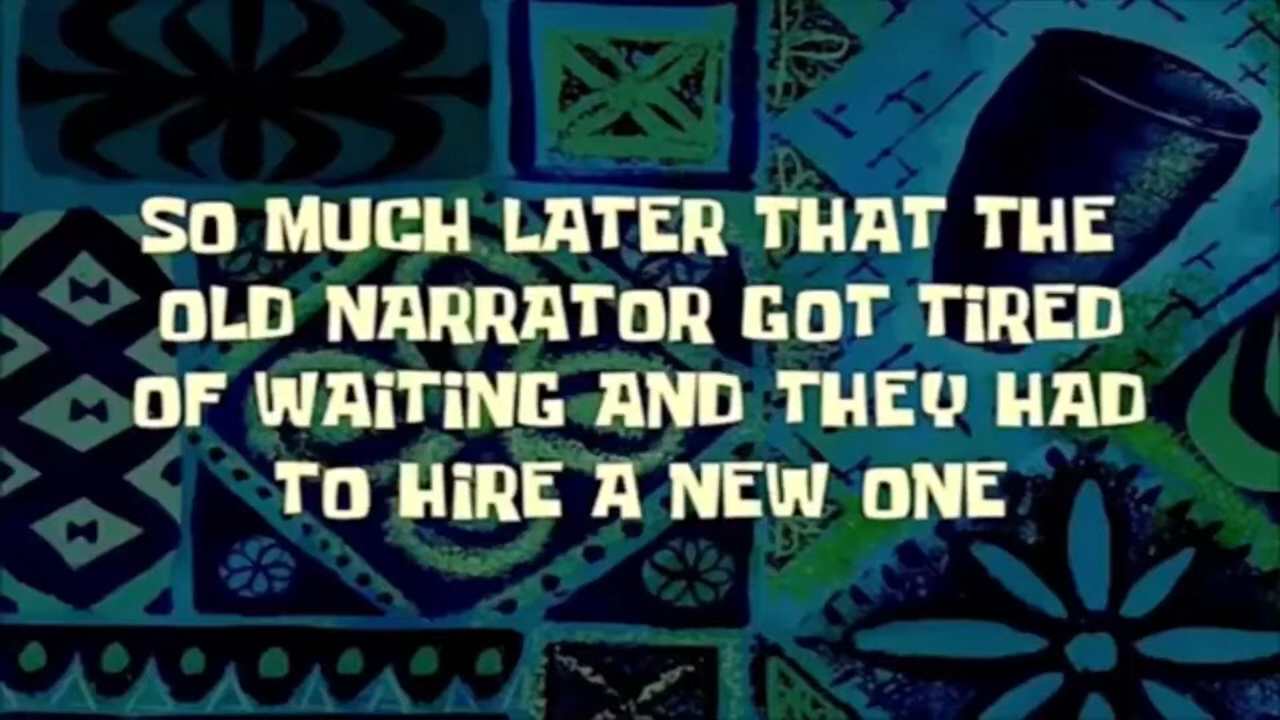 SO MUCH LATER THAT THE
OLD NARRATOR GOT TiRED
OF WAiTiNG AND THEY HAD
TO HiRE A NEW ONE